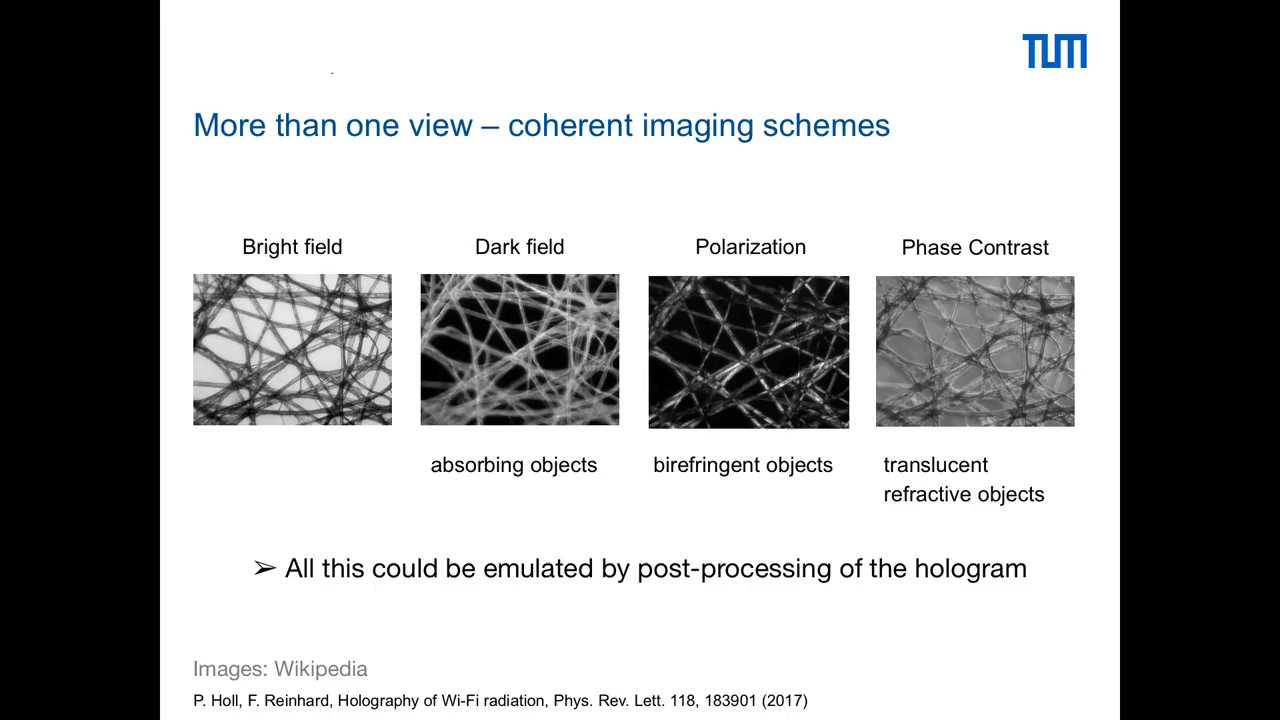 TUM
More than one view – coherent imaging schemes
Bright field
Dark field
Polarization
Phase Contrast
absorbing objects
birefringent objects
translucent
refractive objects
➢ All this could be emulated by post-processing of the hologram
Images: Wikipedia
P. Holl, F. Reinhard, Holography of Wi-Fi radiation, Phys. Rev. Lett. 118, 183901 (2017)